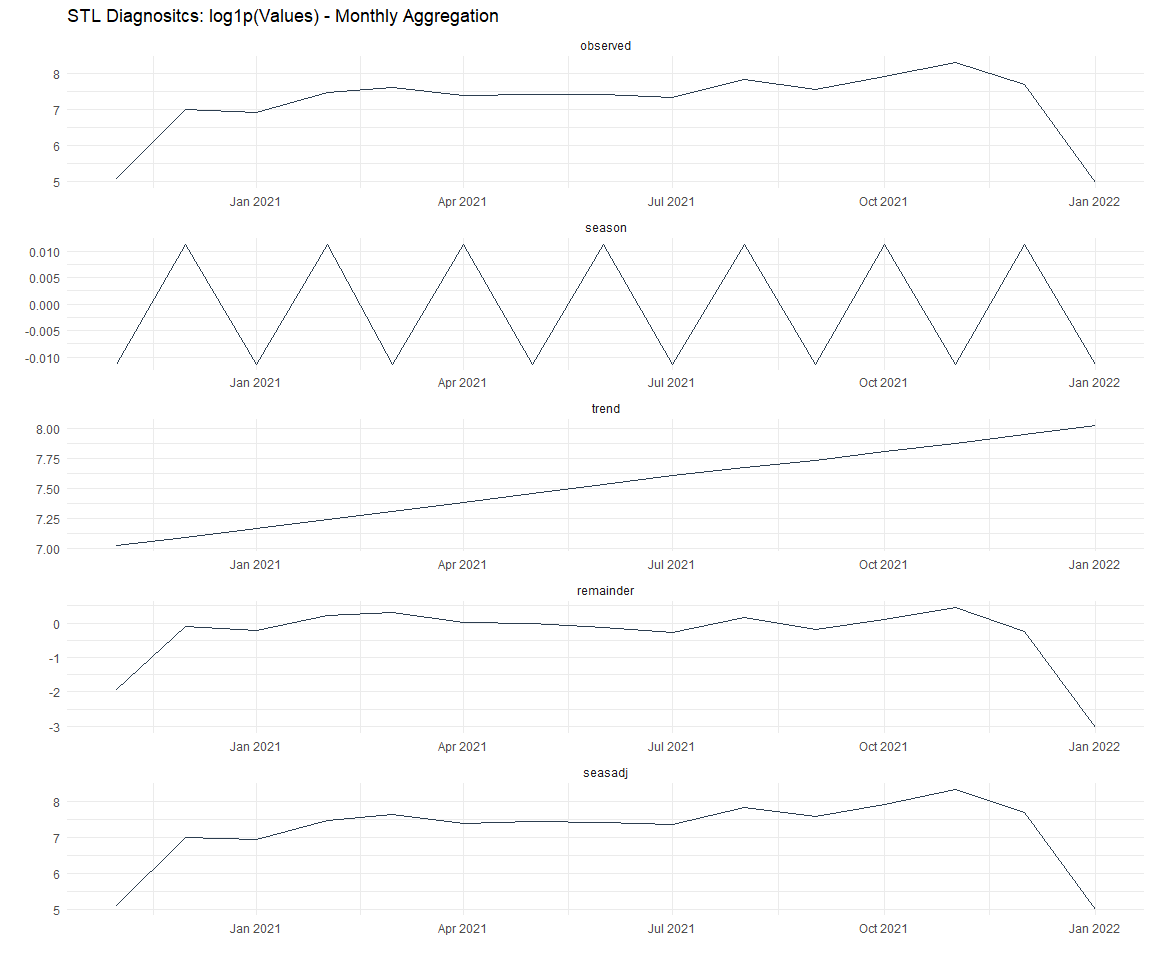 STL Diagnositcs: log1p(Values) - Monthly Aggregation
observed
8
7
6
5
Jan 2021 Apr 2021 Jul 2021 Oct 2021 Jan 2022
season
0.010
0.005
0.000
-0.005
-0.010
Jan 2021 Apr 2021 Jul 2021 Oct 2021 Jan 2022
trend
8.00
7.75
7.50
7.25
7.00
Jan 2021 Apr 2021 Jul 2021 Oct 2021 Jan 2022
remainder
0
-1
-2
-3
Jan 2021 Apr 2021 Jul 2021 Oct 2021 Jan 2022
seasadj
8
7
6
5
Jan 2021 Apr 2021 Jul 2021 Oct 2021 Jan 2022